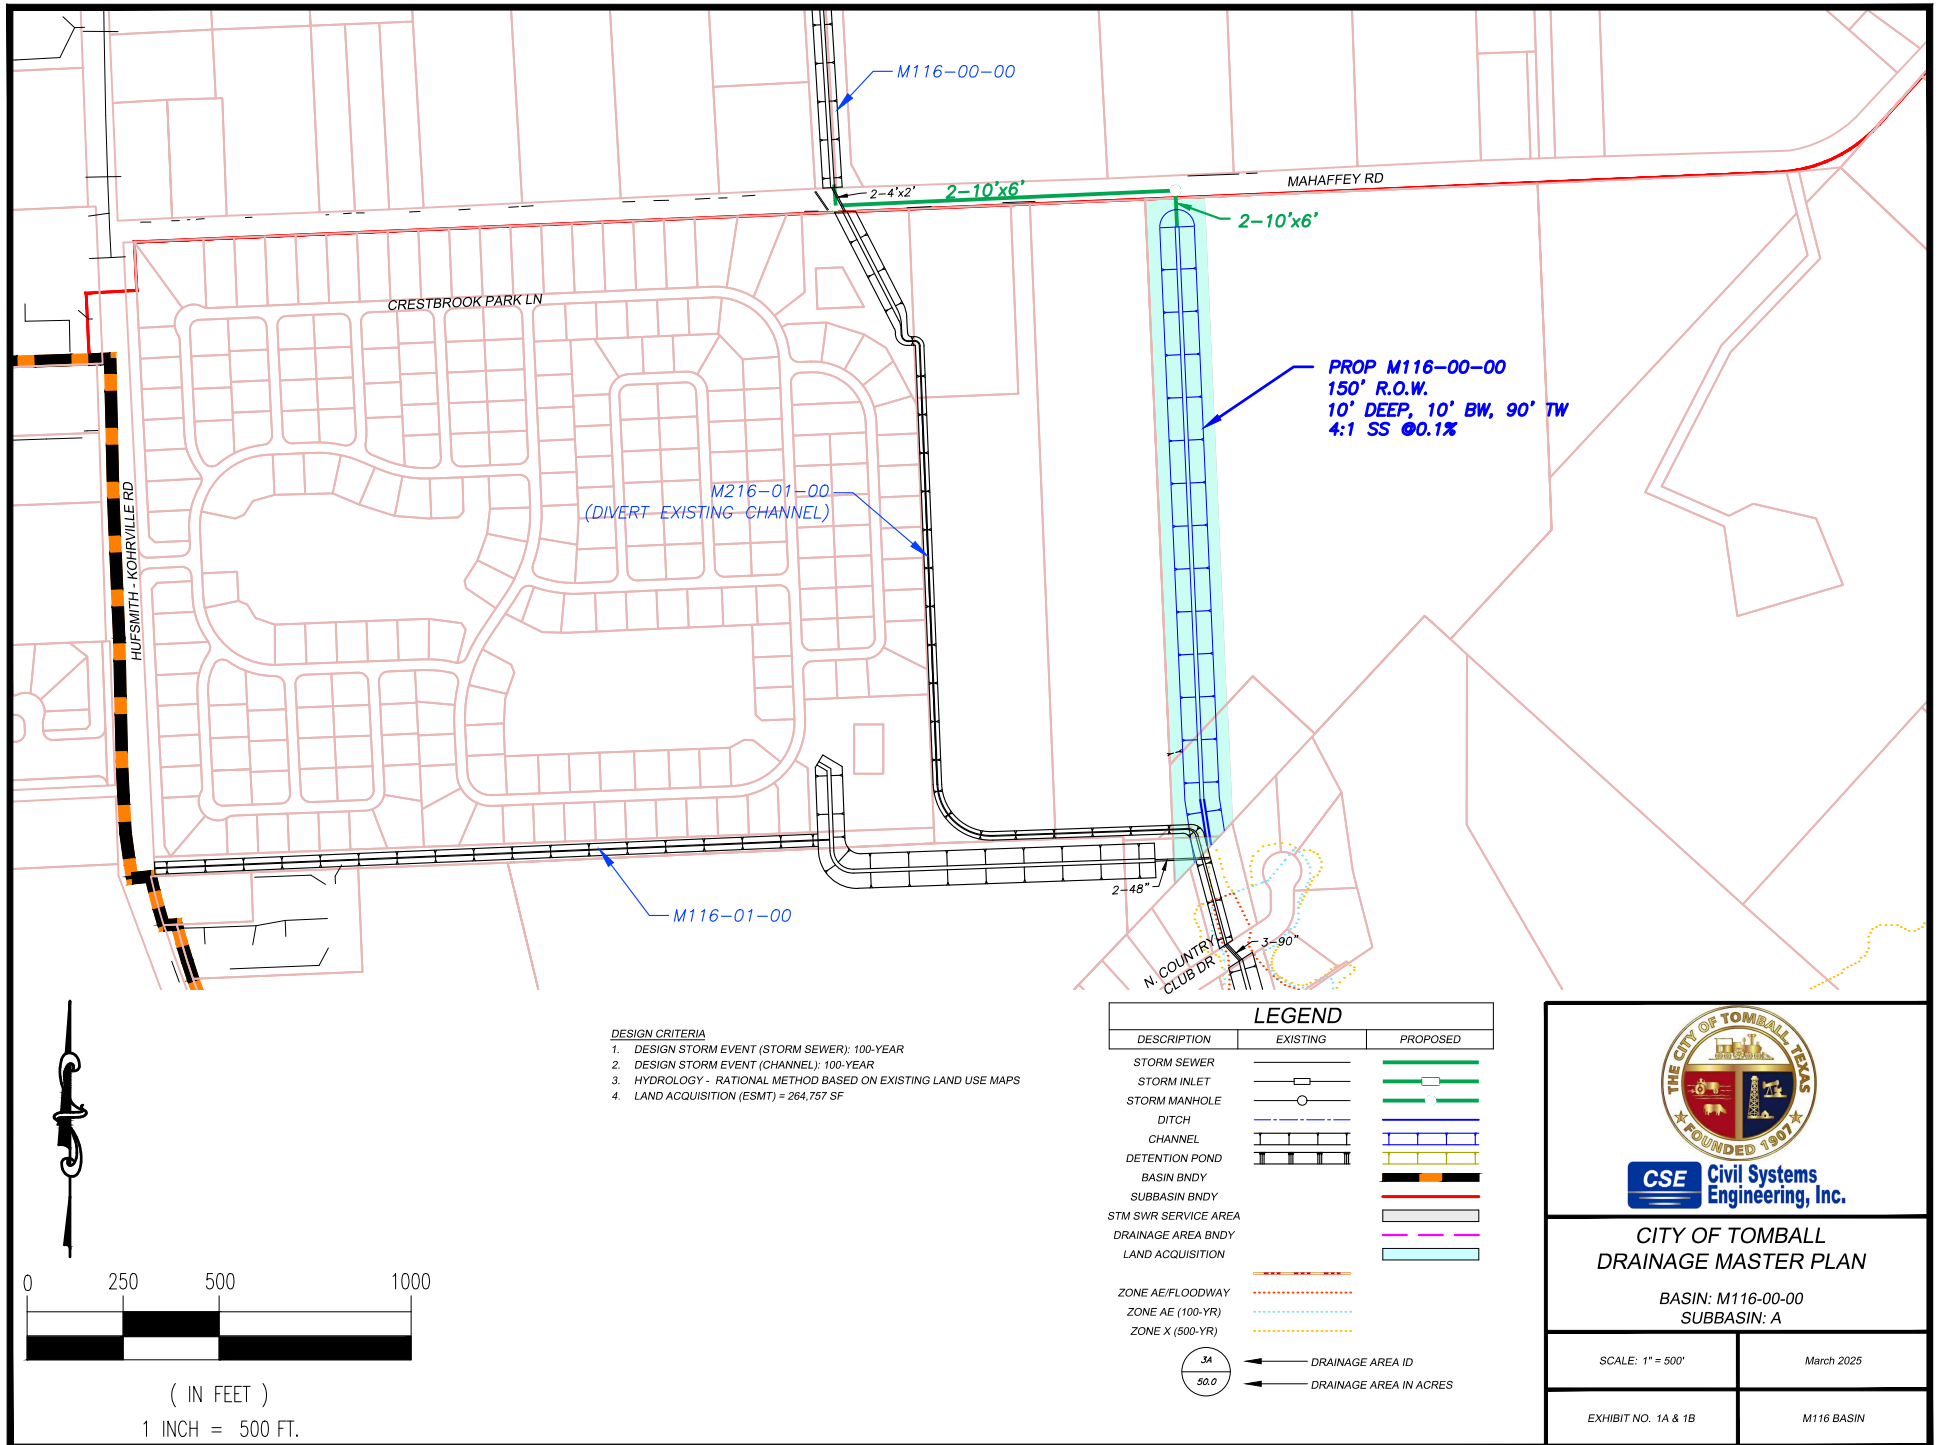 M116-00-00
2-4'x2'
2-10'x6'
MAHAFFEY RD
2-10'x6'
CRESTBROOK PARK LN
PROP M116-00-00
150' R.O.W.
10' DEEP, 10' BW, 90' TW
4:1 SS @0.1%
HUFSMITH - KOHRVILLE RD
M216-01-00
(DIVERT EXISTING CHANNEL)
M116-01-00
2-48"
3-90"
N. COUNTRY
CLUB DR
DESIGN CRITERIA
1. DESIGN STORM EVENT (STORM SEWER): 100-YEAR
2. DESIGN STORM EVENT (CHANNEL): 100-YEAR
3. HYDROLOGY - RATIONAL METHOD BASED ON EXISTING LAND USE MAPS
4. LAND ACQUISITION (ESMT) = 264,757 SF
0 250 500 1000
( IN FEET )
1 INCH = 500 FT.
LEGEND
DESCRIPTION EXISTING PROPOSED
STORM SEWER
STORM INLET
STORM MANHOLE
DITCH
CHANNEL
DETENTION POND
BASIN BNDY
SUBBASIN BNDY
STM SWR SERVICE AREA
DRAINAGE AREA BNDY
LAND ACQUISITION
ZONE AE/FLOODWAY
ZONE AE (100-YR)
ZONE X (500-YR)
3A DRAINAGE AREA ID
50.0 DRAINAGE AREA IN ACRES
THE CITY OF TOMBALL, TEXAS
FOUNDED 1907
CSE Civil Systems
Engineering, Inc.
CITY OF TOMBALL
DRAINAGE MASTER PLAN
BASIN: M116-00-00
SUBBASIN: A
SCALE: 1" = 500' March 2025
EXHIBIT NO. 1A & 1B M116 BASIN